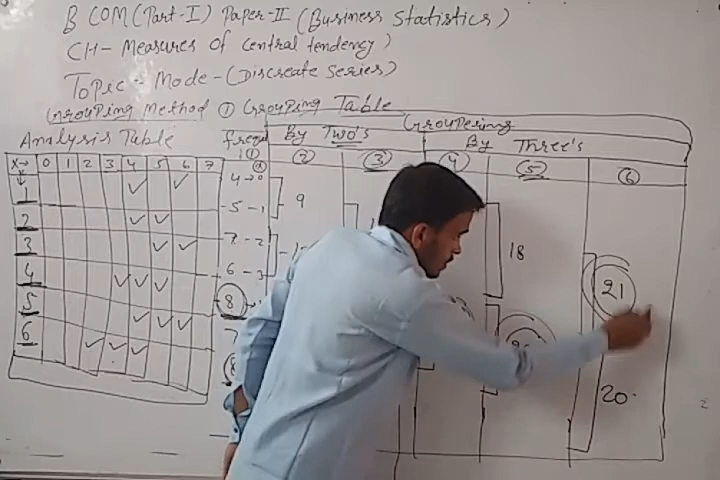 B COM (Part-I) Paper-II (Business Statistics)
CH- Measures of Central tendency)
Topic - Mode - (Discreate Series)
Grouping Method ① Grouping Table
Groupering
Analysis Table
By Two's
By Three's
② ③ ④ ⑤ ⑥
X→ 0 1 2 3 4 5 6 7
1 ✓ ✓
2 ✓ ✓
3 ✓ ✓
4 ✓ ✓ ✓
5 ✓ ✓ ✓
6 ✓ ✓ ✓
4 → 0
5 - 1
7 - 2
6 - 3
8
7
9
18
21
20